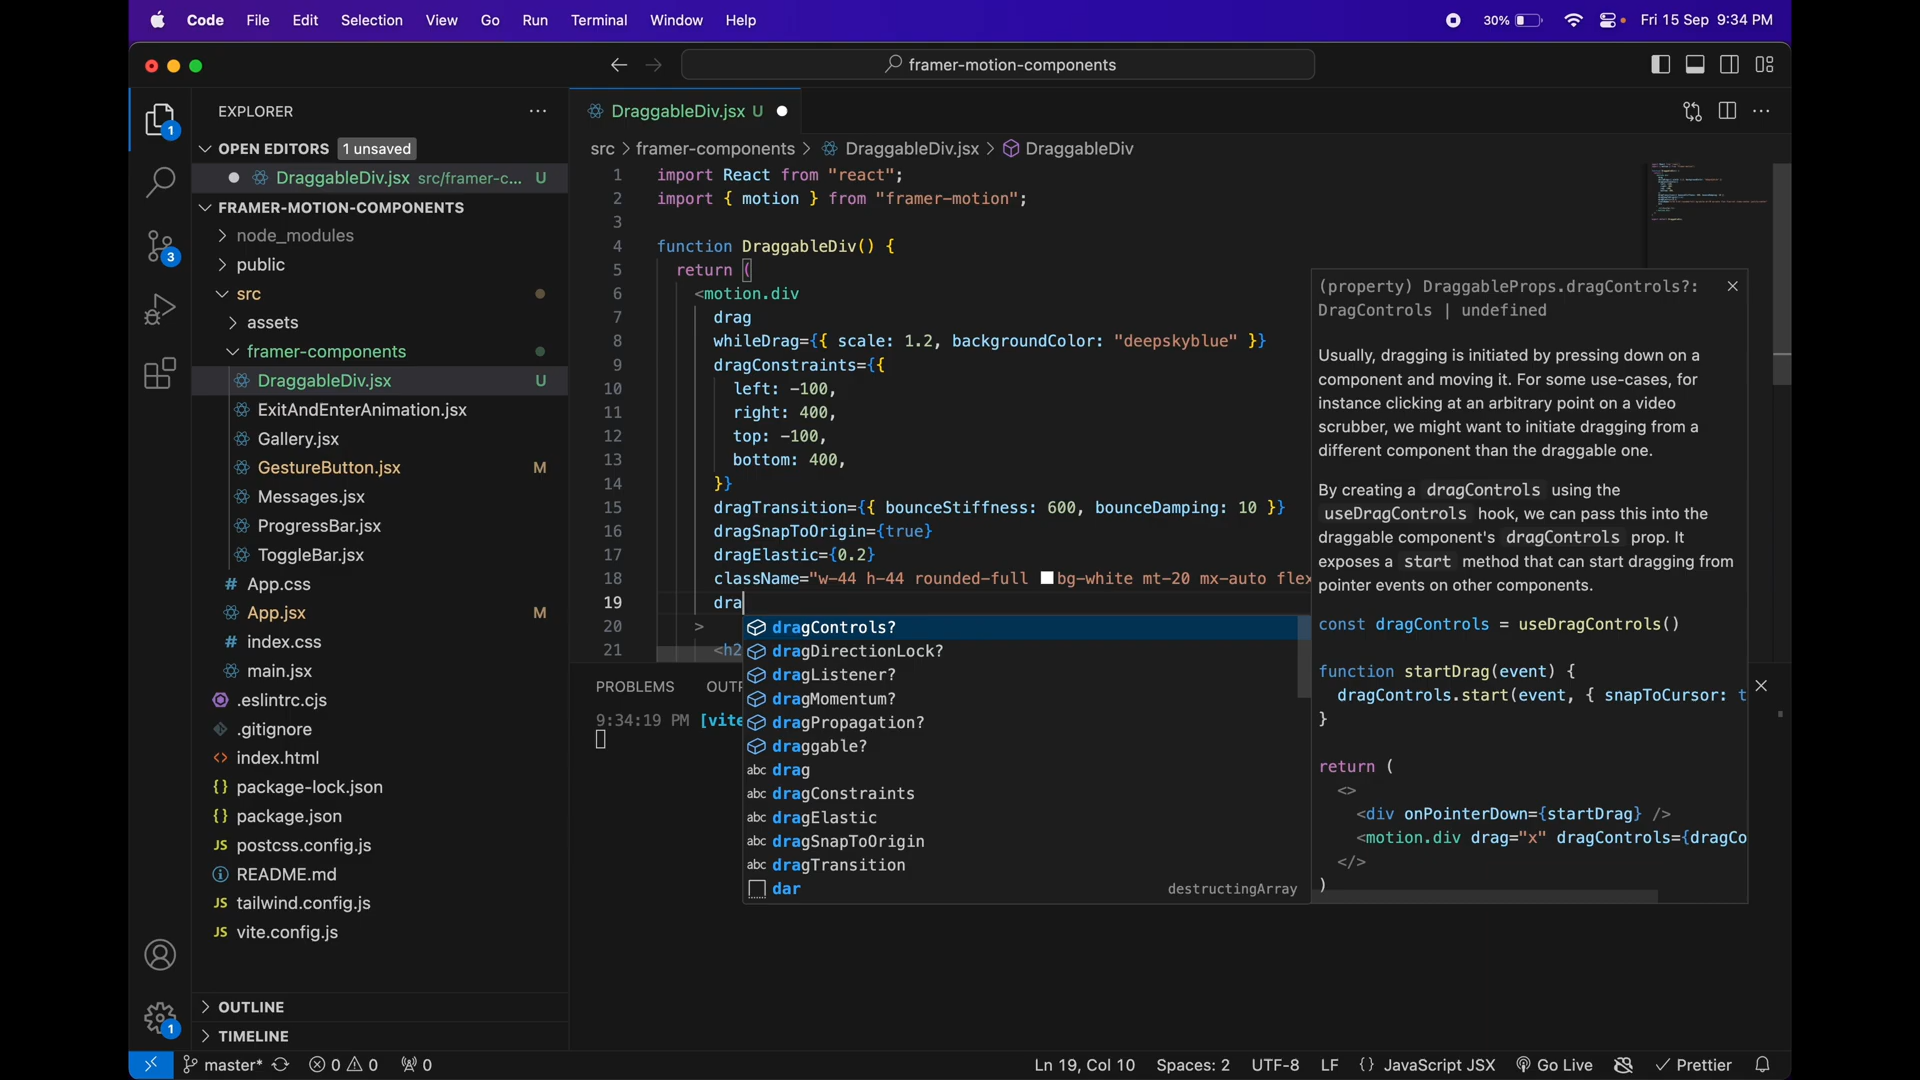 Code File Edit Selection View Go Run Terminal Window Help 30% Fri 15 Sep 9:34 PM
framer-motion-components
EXPLORER
OPEN EDITORS 1 unsaved
DraggableDiv.jsx src/framer-c... U
FRAMER-MOTION-COMPONENTS
node_modules
public
src
assets
framer-components
DraggableDiv.jsx U
ExitAndEnterAnimation.jsx
Gallery.jsx
GestureButton.jsx M
Messages.jsx
ProgressBar.jsx
ToggleBar.jsx
# App.css
App.jsx M
# index.css
main.jsx
.eslintrc.cjs
.gitignore
<> index.html
{} package-lock.json
{} package.json
JS postcss.config.js
README.md
JS tailwind.config.js
JS vite.config.js
OUTLINE
TIMELINE
1
3
1
DraggableDiv.jsx U
src > framer-components > DraggableDiv.jsx > DraggableDiv
1 import React from "react";
2 import { motion } from "framer-motion";
3
4 function DraggableDiv() {
5 return (
6 <motion.div
7 drag
8 whileDrag={{ scale: 1.2, backgroundColor: "deepskyblue" }}
9 dragConstraints={{
10 left: -100,
11 right: 400,
12 top: -100,
13 bottom: 400,
14 }}
15 dragTransition={{ bounceStiffness: 600, bounceDamping: 10 }}
16 dragSnapToOrigin={true}
17 dragElastic={0.2}
18 className="w-44 h-44 rounded-full bg-white mt-20 mx-auto flex
19 dra
20 >
21 <h2
dragControls?
dragDirectionLock?
dragListener?
dragMomentum?
dragPropagation?
draggable?
abc drag
abc dragConstraints
abc dragElastic
abc dragSnapToOrigin
abc dragTransition
dar destructingArray
(property) DraggableProps.dragControls?:
DragControls | undefined
Usually, dragging is initiated by pressing down on a
component and moving it. For some use-cases, for
instance clicking at an arbitrary point on a video
scrubber, we might want to initiate dragging from a
different component than the draggable one.
By creating a dragControls using the
useDragControls hook, we can pass this into the
draggable component's dragControls prop. It
exposes a start method that can start dragging from
pointer events on other components.
const dragControls = useDragControls()
function startDrag(event) {
dragControls.start(event, { snapToCursor: t
}
return (
<>
<div onPointerDown={startDrag} />
<motion.div drag="x" dragControls={dragCo
</>
)
PROBLEMS OUTP
9:34:19 PM [vite
master* 0 0 0 Ln 19, Col 10 Spaces: 2 UTF-8 LF {} JavaScript JSX Go Live Prettier